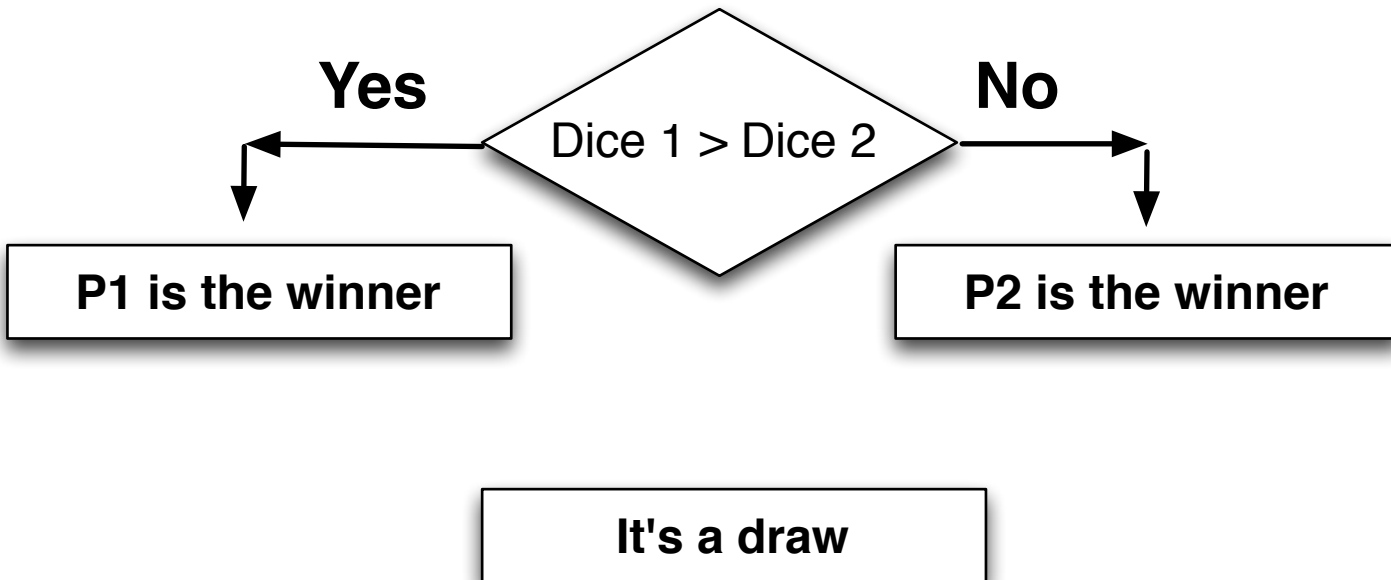 Yes
No
Dice 1 > Dice 2
P1 is the winner
P2 is the winner
It's a draw